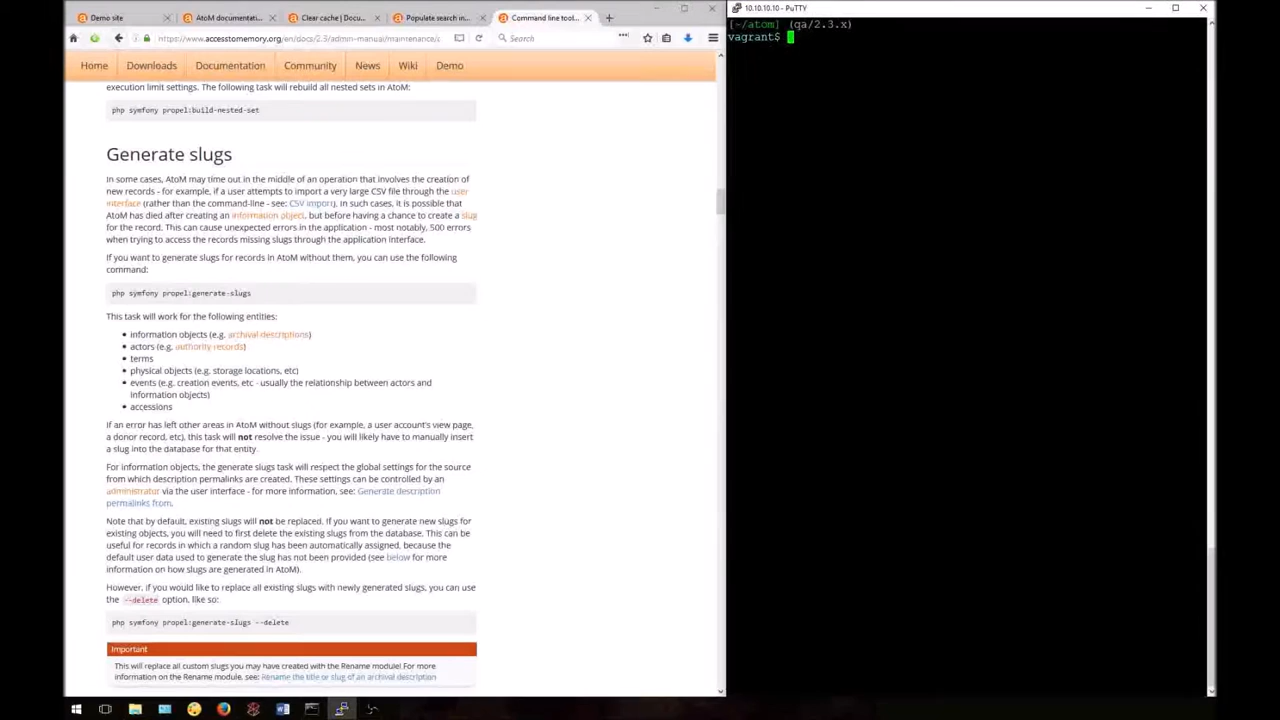 Demo site
AtoM documentati...
Clear cache | Docu...
Populate search in...
Command line tool...
https://www.accesstomemory.org/en/docs/2.3/admin-manual/maintenance/c
Search
Home
Downloads
Documentation
Community
News
Wiki
Demo
execution limit settings. The following task will rebuild all nested sets in AtoM:
php symfony propel:build-nested-set
Generate slugs
In some cases, AtoM may time out in the middle of an operation that involves the creation of
new records - for example, if a user attempts to import a very large CSV file through the user
interface (rather than the command-line - see: CSV import). In such cases, it is possible that
AtoM has died after creating an information object, but before having a chance to create a slug
for the record. This can cause unexpected errors in the application - most notably, 500 errors
when trying to access the records missing slugs through the application interface.
If you want to generate slugs for records in AtoM without them, you can use the following
command:
php symfony propel:generate-slugs
This task will work for the following entities:
• information objects (e.g. archival descriptions)
• actors (e.g. authority records)
• terms
• physical objects (e.g. storage locations, etc)
• events (e.g. creation events, etc - usually the relationship between actors and
information objects)
• accessions
If an error has left other areas in AtoM without slugs (for example, a user account's view page,
a donor record, etc), this task will not resolve the issue - you will likely have to manually insert
a slug into the database for that entity.
For information objects, the generate slugs task will respect the global settings for the source
from which description permalinks are created. These settings can be controlled by an
administrator via the user interface - for more information, see: Generate description
permalinks from.
Note that by default, existing slugs will not be replaced. If you want to generate new slugs for
existing objects, you will need to first delete the existing slugs from the database. This can be
useful for records in which a random slug has been automatically assigned, because the
default user data used to generate the slug has not been provided (see below for more
information on how slugs are generated in AtoM).
However, if you would like to replace all existing slugs with newly generated slugs, you can use
the --delete option, like so:
php symfony propel:generate-slugs --delete
Important
This will replace all custom slugs you may have created with the Rename module! For more
information on the Rename module, see: Rename the title or slug of an archival description
10.10.10.10 - PuTTY
[~/atom] (qa/2.3.x)
vagrant$